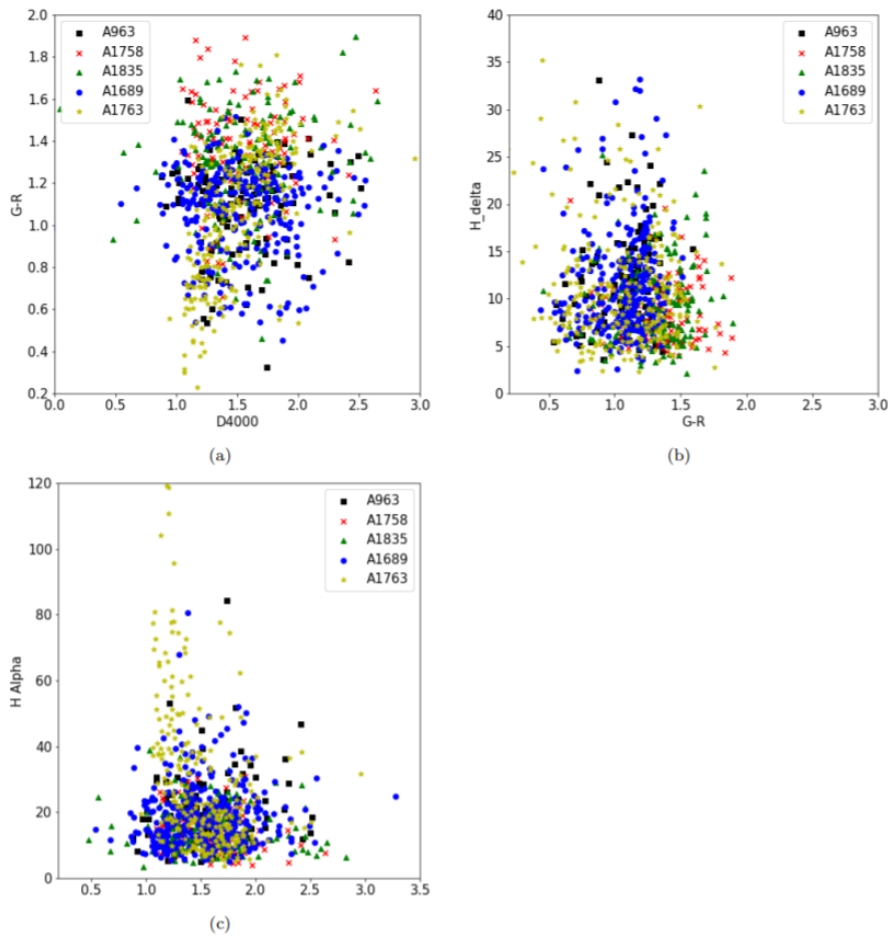 2.0
1.8
1.6
1.4
1.2
1.0
0.8
0.6
0.4
0.2
G-R
A963
A1758
A1835
A1689
A1763
0.0 0.5 1.0 1.5 2.0 2.5 3.0
D4000
(a)
40
35
30
25
20
15
10
5
0
H_delta
A963
A1758
A1835
A1689
A1763
0.5 1.0 1.5 2.0 2.5 3.0
G-R
(b)
120
100
80
60
40
20
0
H Alpha
A963
A1758
A1835
A1689
A1763
0.5 1.0 1.5 2.0 2.5 3.0 3.5
(c)